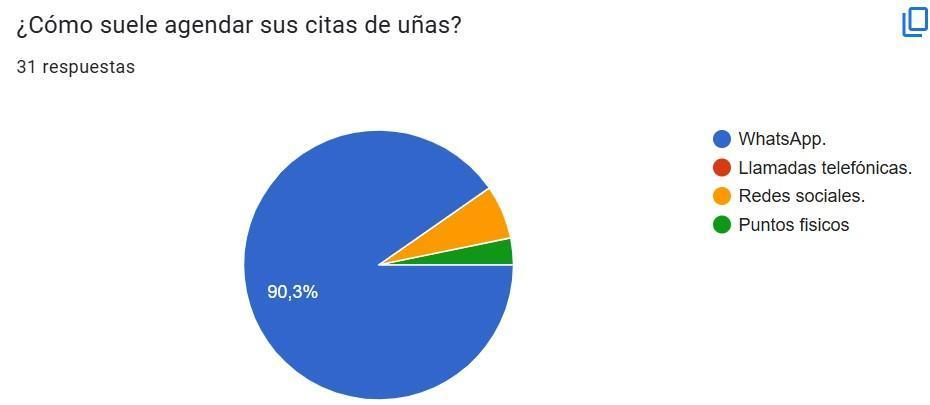 ¿Cómo suele agendar sus citas de uñas?
31 respuestas
WhatsApp.
Llamadas telefónicas.
Redes sociales.
Puntos fisicos
90,3%